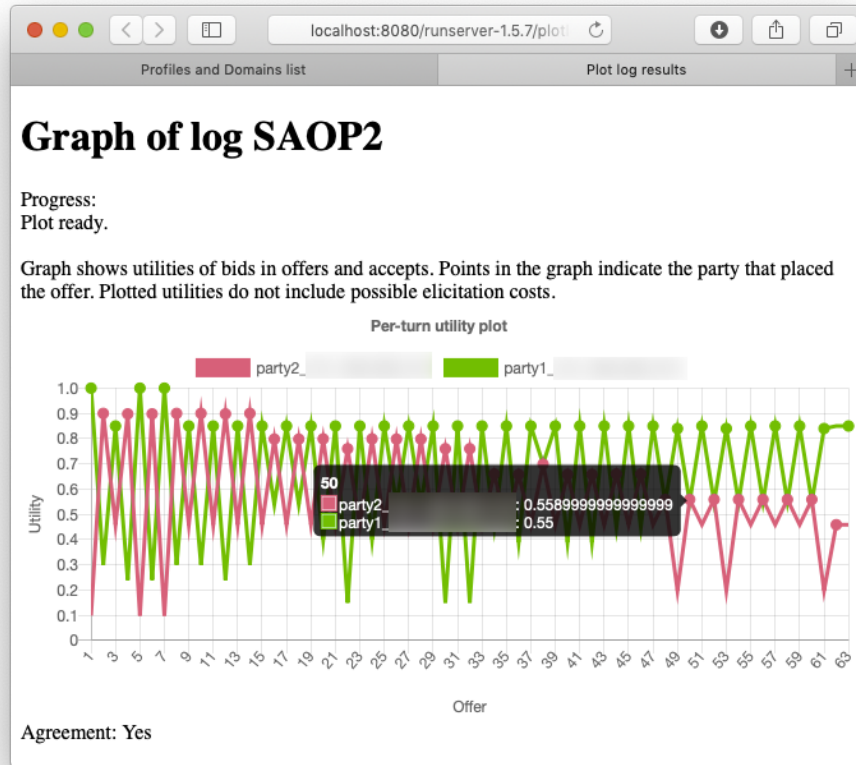 localhost:8080/runserver-1.5.7/plotl
Profiles and Domains list
Plot log results
Graph of log SAOP2
Progress:
Plot ready.
Graph shows utilities of bids in offers and accepts. Points in the graph indicate the party that placed
the offer. Plotted utilities do not include possible elicitation costs.
Per-turn utility plot
party2_ party1_
1.0
0.9
0.8
0.7
0.6
0.5
0.4
0.3
0.2
0.1
0
Utility
50
party2_ : 0.5589999999999999
party1_ : 0.55
1 3 5 7 9 11 13 15 17 19 21 23 25 27 29 31 33 35 37 39 41 43 45 47 49 51 53 55 57 59 61 63
Offer
Agreement: Yes